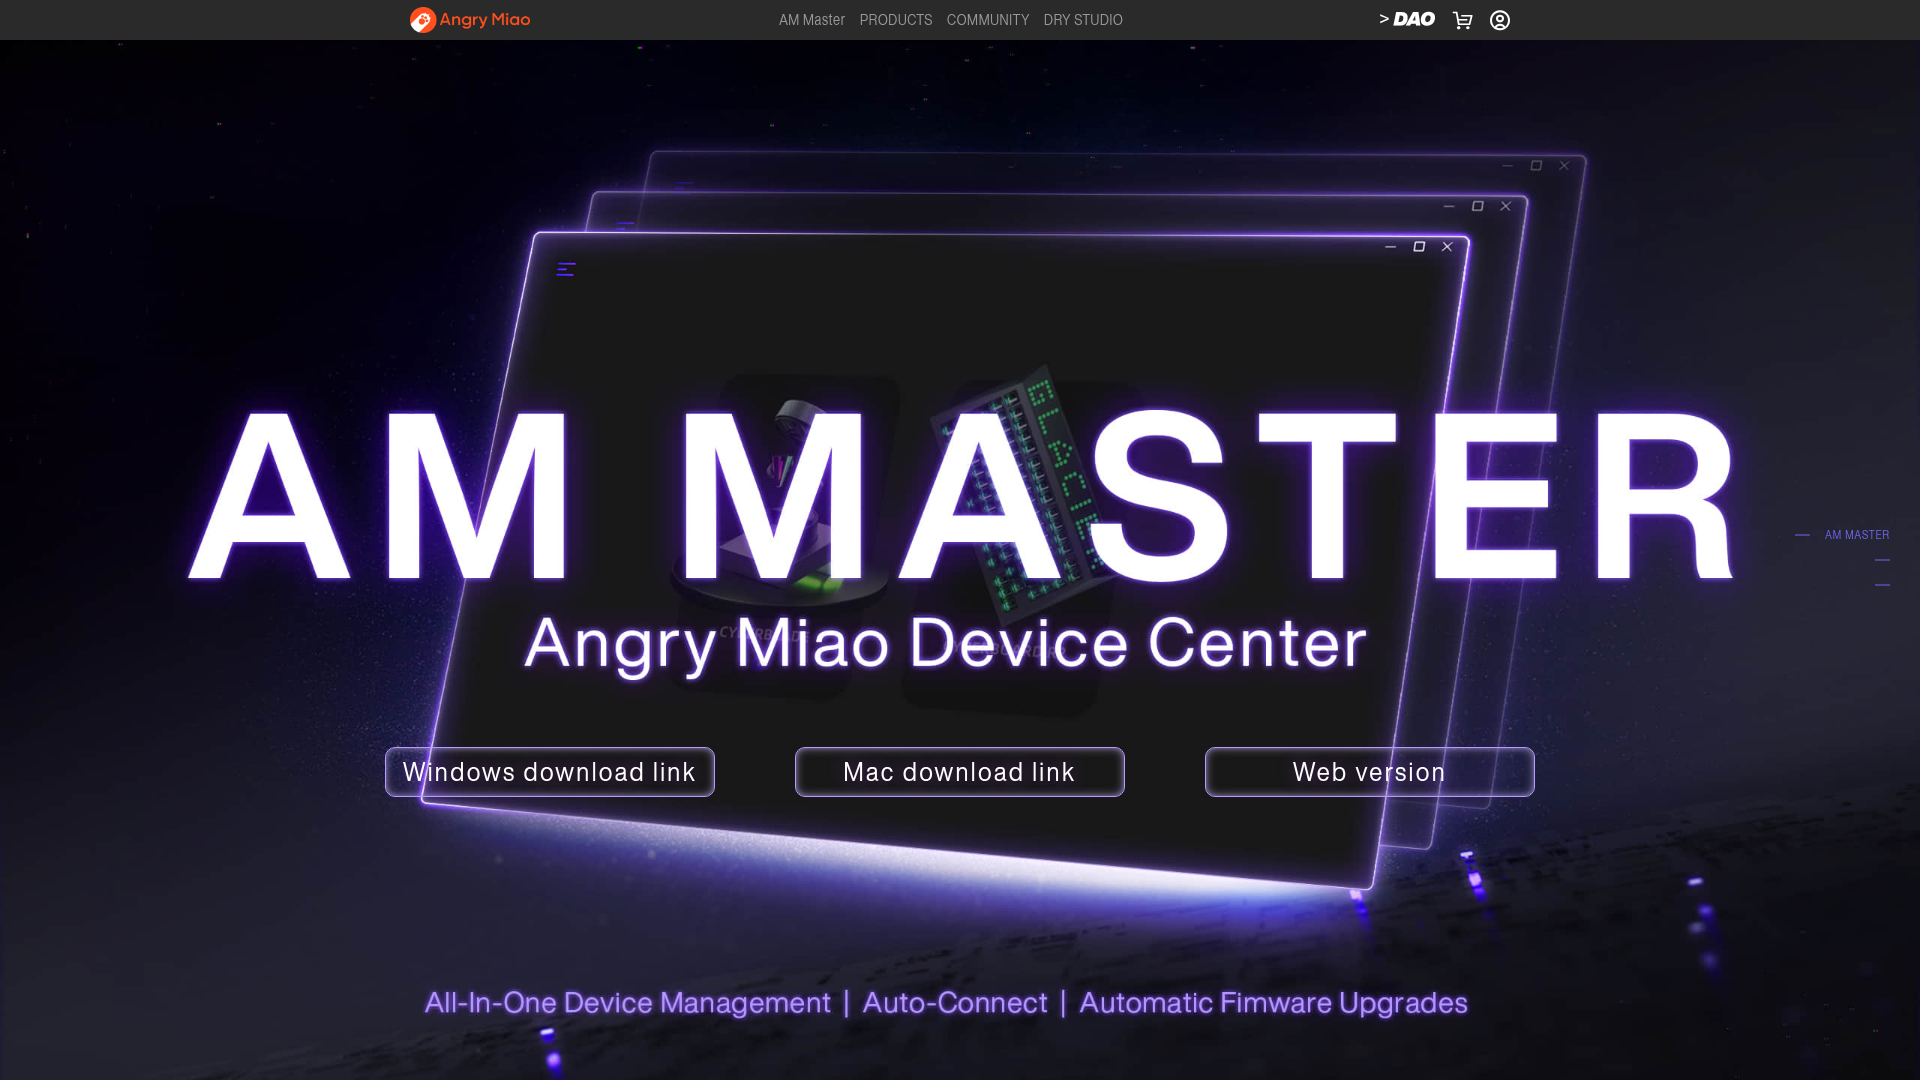 Angry Miao
AM Master PRODUCTS COMMUNITY DRY STUDIO
> DAO
AM MASTER
AM MASTER
Angry Miao Device Center
Windows download link
Mac download link
Web version
All-In-One Device Management | Auto-Connect | Automatic Fimware Upgrades